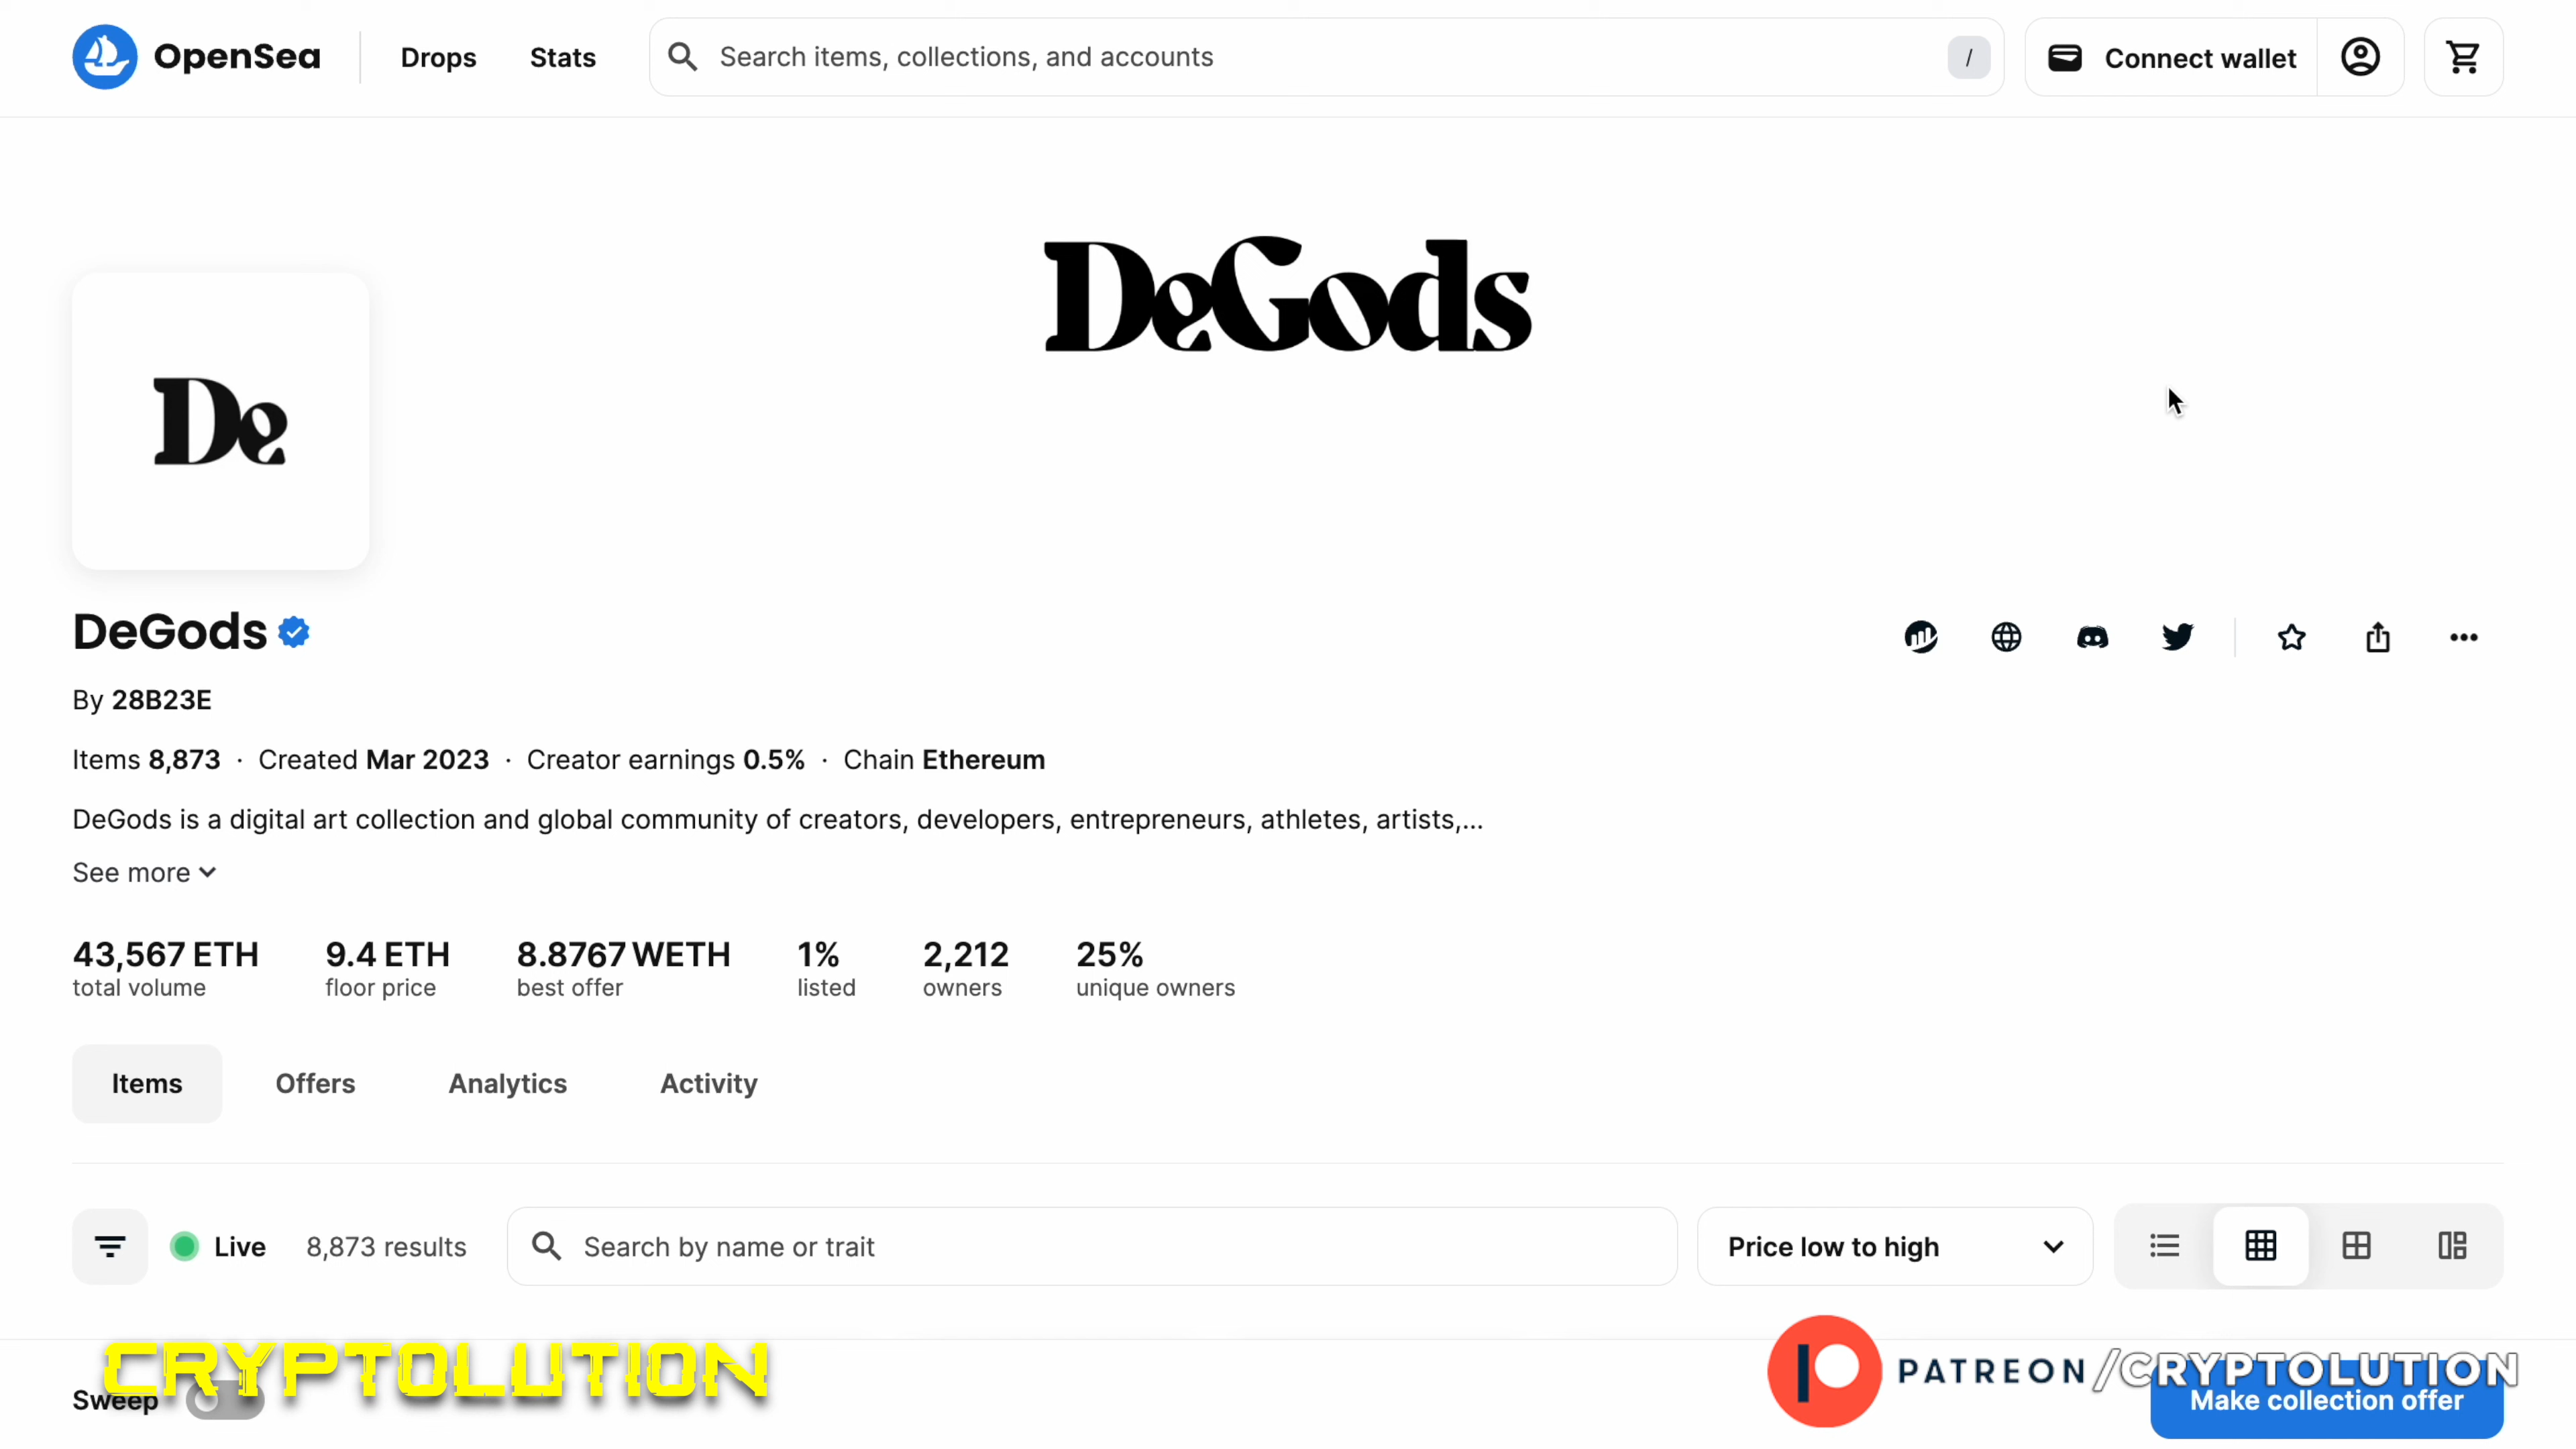 OpenSea
Drops
Stats
Search items, collections, and accounts
/
Connect wallet
DeGods
De
DeGods
By 28B23E
Items 8,873 · Created Mar 2023 · Creator earnings 0.5% · Chain Ethereum
DeGods is a digital art collection and global community of creators, developers, entrepreneurs, athletes, artists,...
See more
43,567 ETH
total volume
9.4 ETH
floor price
8.8767 WETH
best offer
1%
listed
2,212
owners
25%
unique owners
Items
Offers
Analytics
Activity
Live
8,873 results
Search by name or trait
Price low to high
CRYPTOLUTION
PATREON/CRYPTOLUTION
Sweep
Make collection offer